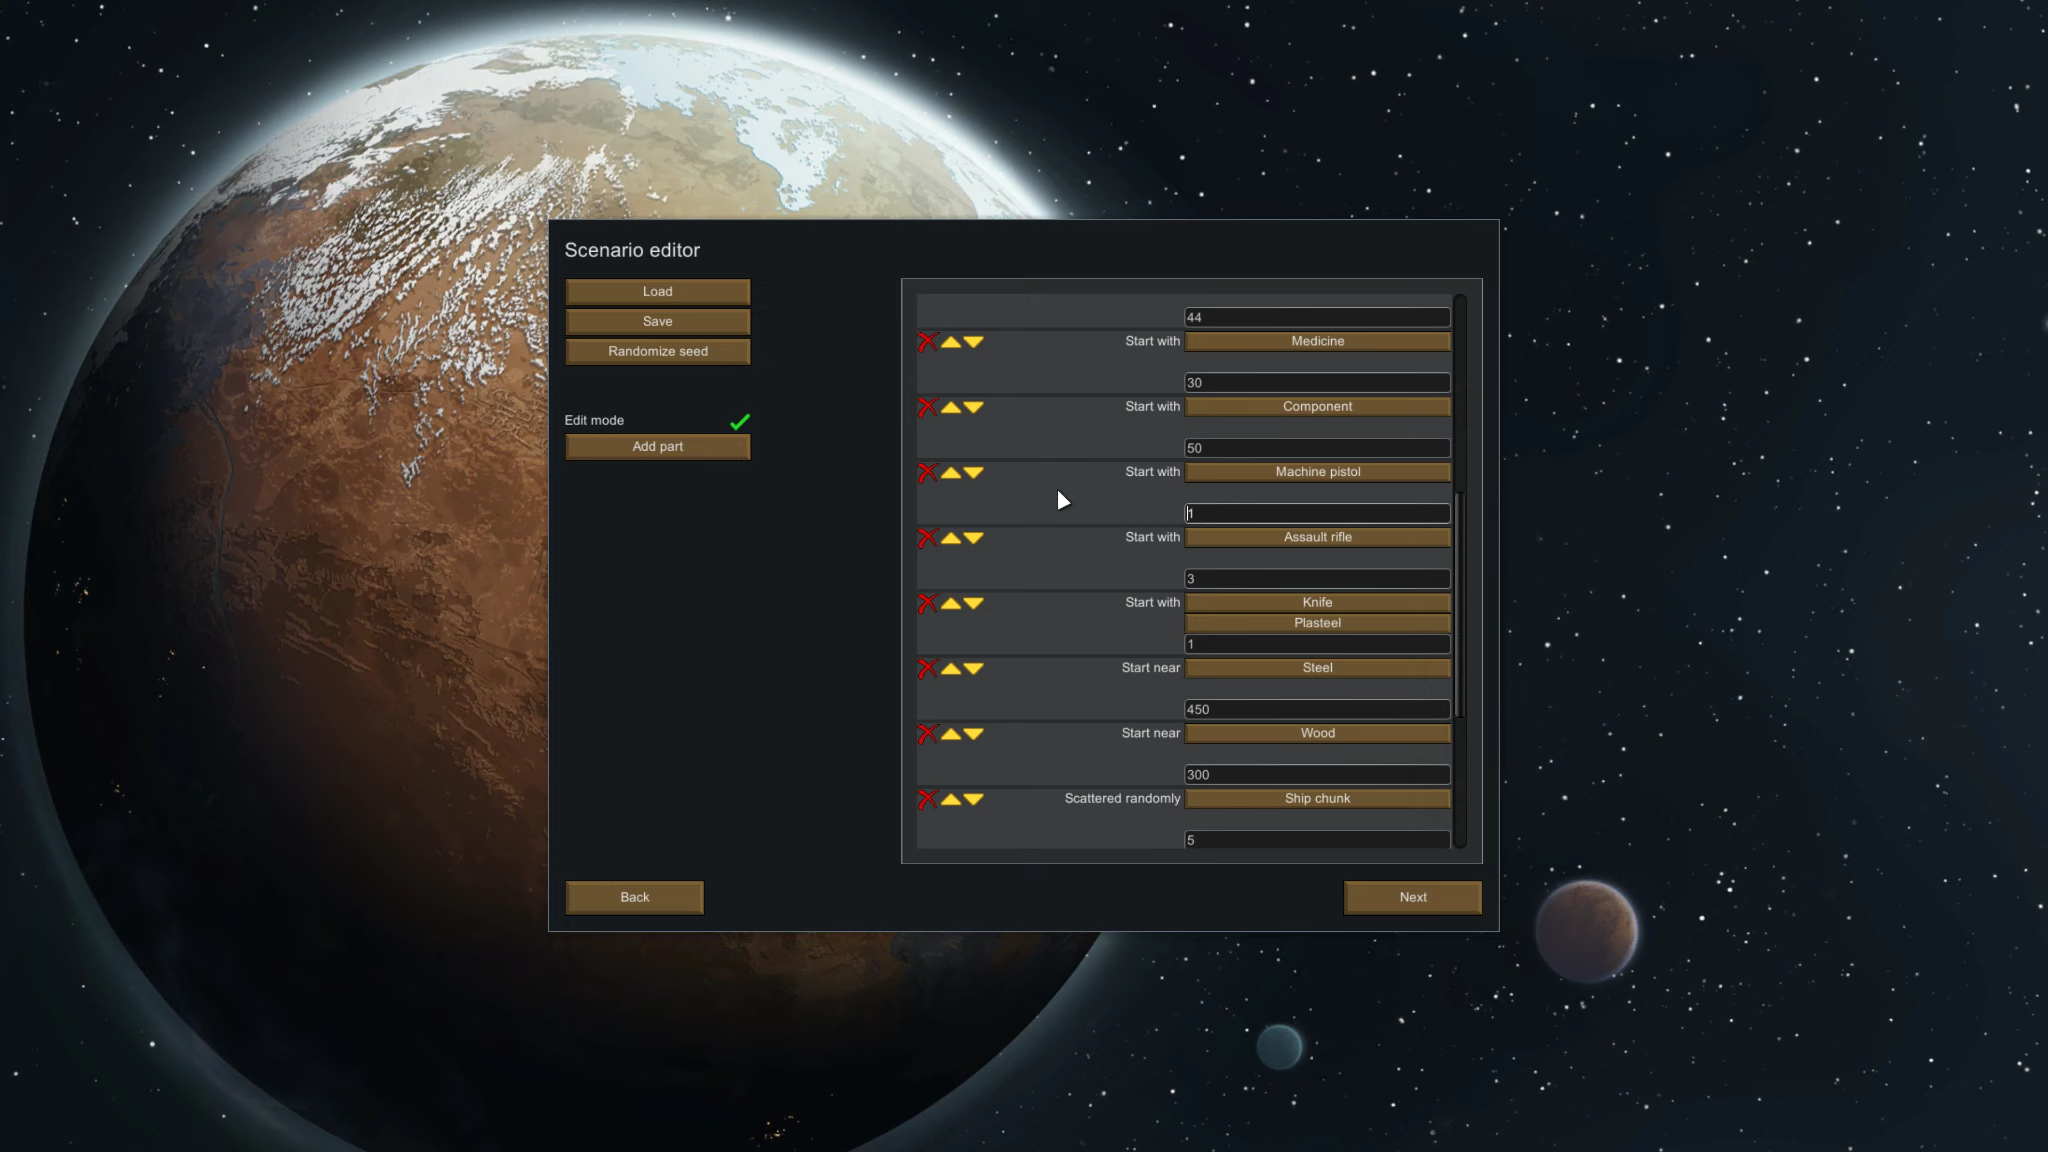 Scenario editor
Load
Save
Randomize seed
Edit mode
Add part
44
Start with Medicine
30
Start with Component
50
Start with Machine pistol
1
Start with Assault rifle
3
Start with Knife
Plasteel
1
Start near Steel
450
Start near Wood
300
Scattered randomly Ship chunk
5
Back
Next